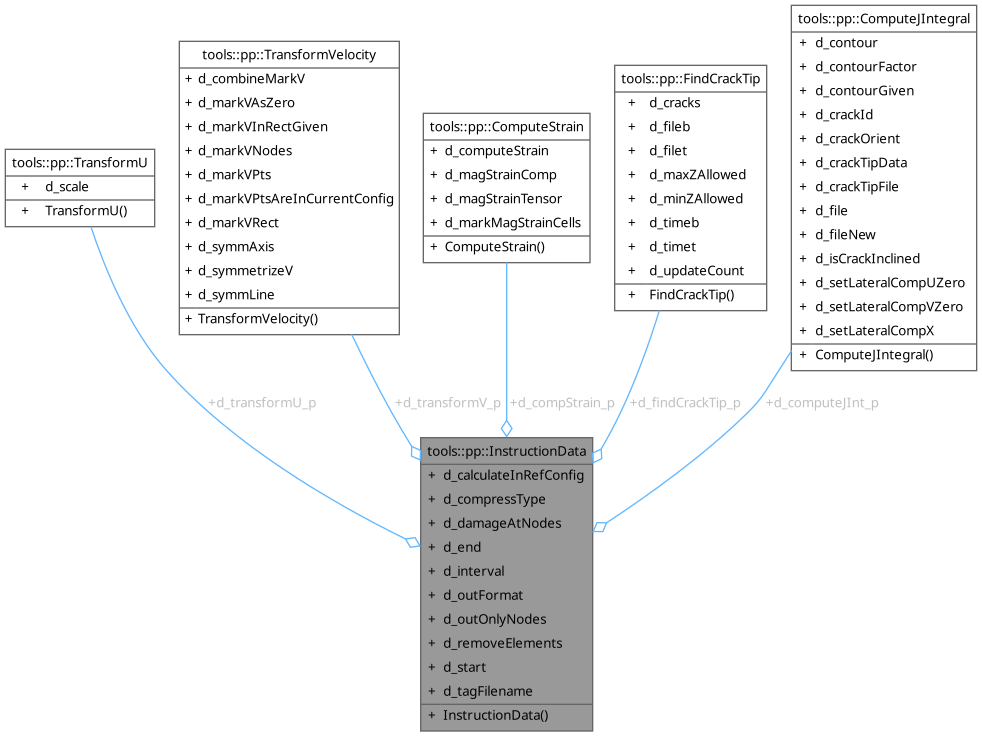 tools::pp::TransformU
+ d_scale
+ TransformU()
tools::pp::TransformVelocity
+ d_combineMarkV
+ d_markVAsZero
+ d_markVInRectGiven
+ d_markVNodes
+ d_markVPts
+ d_markVPtsAreInCurrentConfig
+ d_markVRect
+ d_symmAxis
+ d_symmetrizeV
+ d_symmLine
+ TransformVelocity()
tools::pp::ComputeStrain
+ d_computeStrain
+ d_magStrainComp
+ d_magStrainTensor
+ d_markMagStrainCells
+ ComputeStrain()
tools::pp::FindCrackTip
+ d_cracks
+ d_fileb
+ d_filet
+ d_maxZAllowed
+ d_minZAllowed
+ d_timeb
+ d_timet
+ d_updateCount
+ FindCrackTip()
tools::pp::ComputeJIntegral
+ d_contour
+ d_contourFactor
+ d_contourGiven
+ d_crackId
+ d_crackOrient
+ d_crackTipData
+ d_crackTipFile
+ d_file
+ d_fileNew
+ d_isCrackInclined
+ d_setLateralCompUZero
+ d_setLateralCompVZero
+ d_setLateralCompX
+ ComputeJIntegral()
+d_transformU_p
+d_transformV_p
+d_compStrain_p
+d_findCrackTip_p
+d_computeJInt_p
tools::pp::InstructionData
+ d_calculateInRefConfig
+ d_compressType
+ d_damageAtNodes
+ d_end
+ d_interval
+ d_outFormat
+ d_outOnlyNodes
+ d_removeElements
+ d_start
+ d_tagFilename
+ InstructionData()